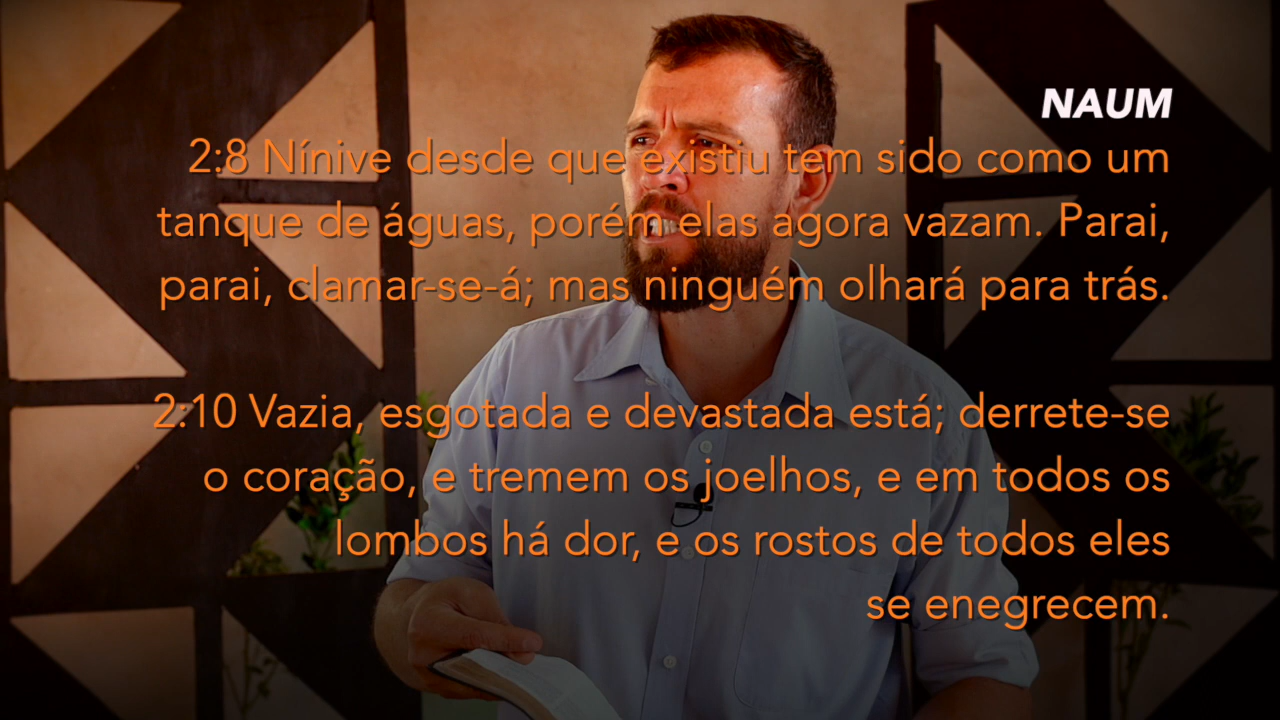 NAUM
2:8 Nínive desde que existiu tem sido como um
tanque de águas, porém elas agora vazam. Parai,
parai, clamar-se-á; mas ninguém olhará para trás.
2:10 Vazia, esgotada e devastada está; derrete-se
o coração, e tremem os joelhos, e em todos os
lombos há dor, e os rostos de todos eles
se enegrecem.